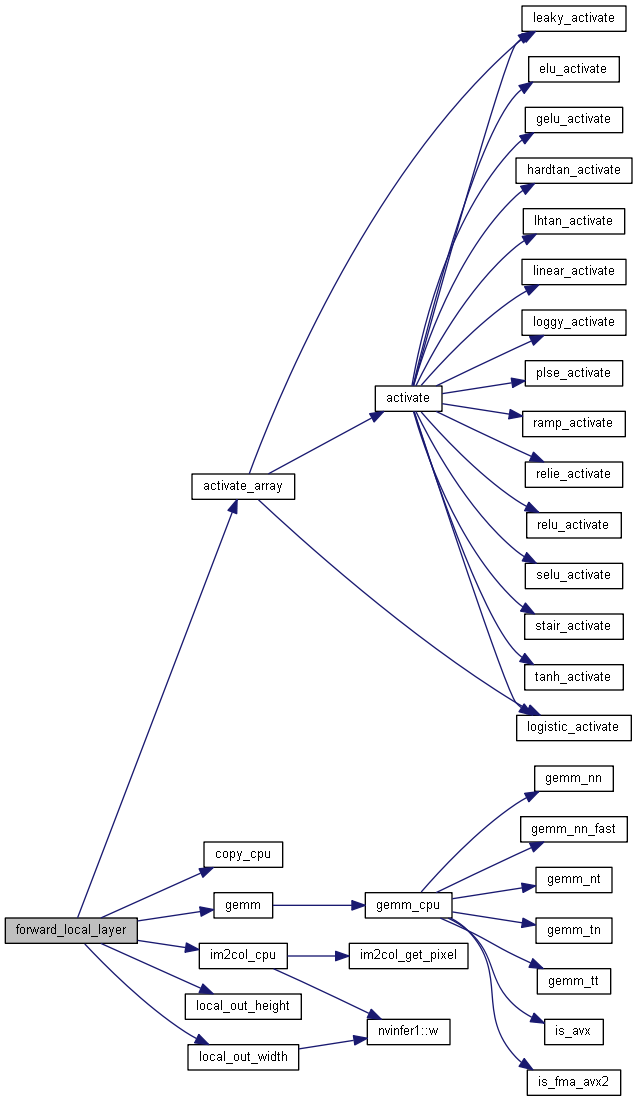 leaky_activate
elu_activate
gelu_activate
hardtan_activate
lhtan_activate
linear_activate
loggy_activate
plse_activate
activate
ramp_activate
relie_activate
activate_array
relu_activate
selu_activate
stair_activate
tanh_activate
logistic_activate
gemm_nn
gemm_nn_fast
copy_cpu
gemm_nt
gemm
gemm_cpu
forward_local_layer
gemm_tn
im2col_cpu
im2col_get_pixel
gemm_tt
local_out_height
nvinfer1::w
is_avx
local_out_width
is_fma_avx2